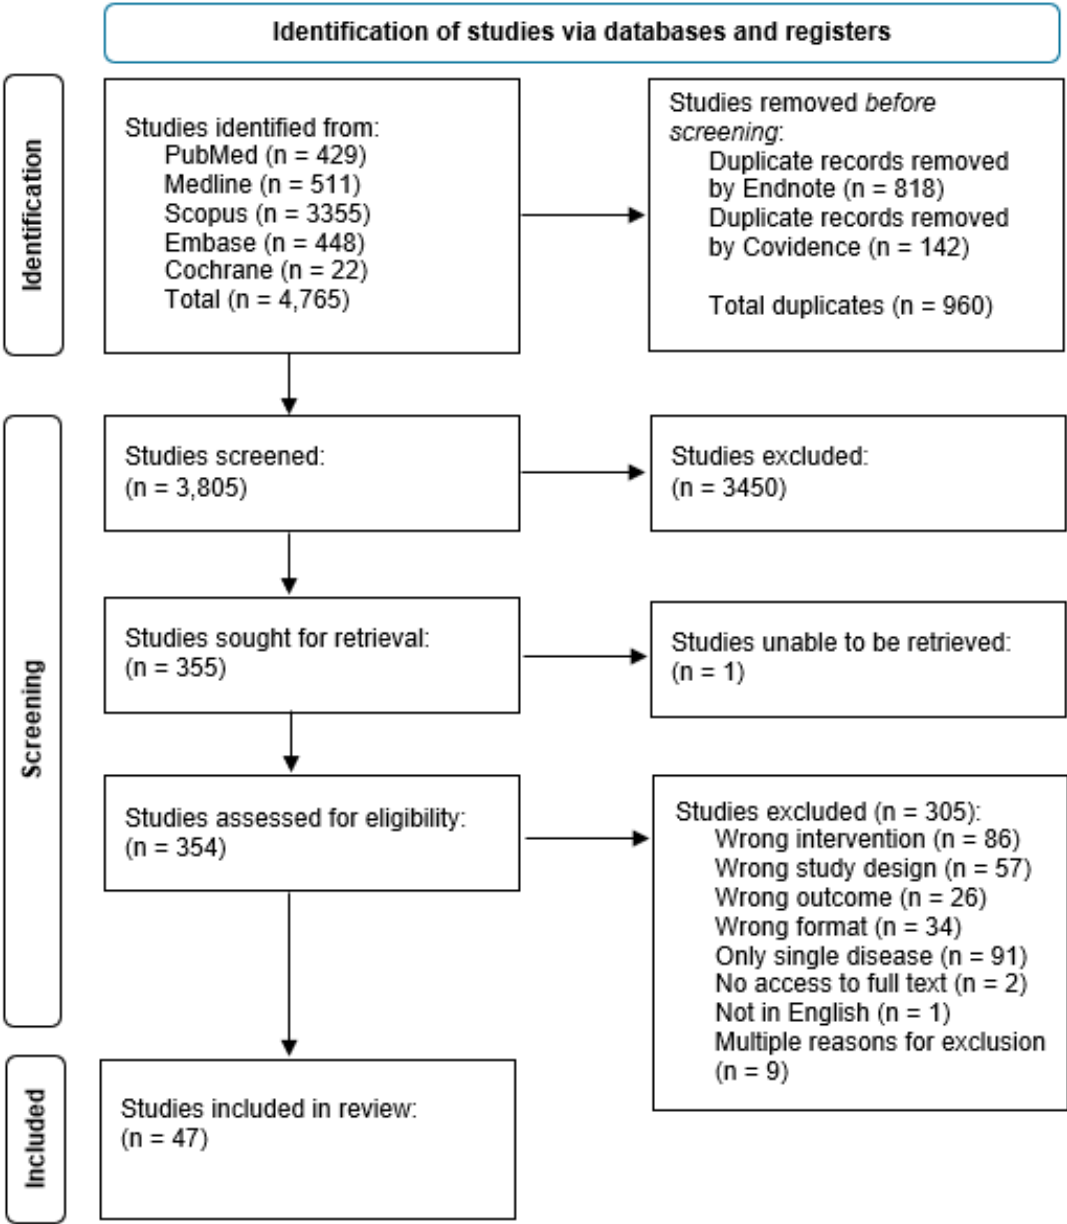 Identification of studies via databases and registers
Identification
Studies identified from:
PubMed (n = 429)
Medline (n = 511)
Scopus (n = 3355)
Embase (n = 448)
Cochrane (n = 22)
Total (n = 4,765)
Studies removed before
screening:
Duplicate records removed
by Endnote (n = 818)
Duplicate records removed
by Covidence (n = 142)
Total duplicates (n = 960)
Screening
Studies screened:
(n = 3,805)
Studies excluded:
(n = 3450)
Studies sought for retrieval:
(n = 355)
Studies unable to be retrieved:
(n = 1)
Studies assessed for eligibility:
(n = 354)
Studies excluded (n = 305):
Wrong intervention (n = 86)
Wrong study design (n = 57)
Wrong outcome (n = 26)
Wrong format (n = 34)
Only single disease (n = 91)
No access to full text (n = 2)
Not in English (n = 1)
Multiple reasons for exclusion
(n = 9)
Included
Studies included in review:
(n = 47)